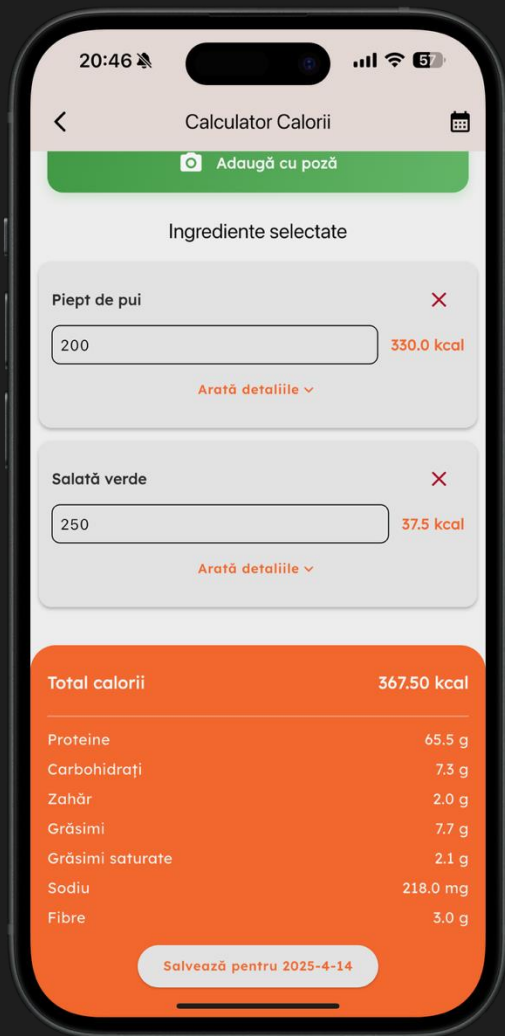 20:46 57
Calculator Calorii
Adaugă cu poză
Ingrediente selectate
Piept de pui
200 330.0 kcal
Arată detaliile
Salată verde
250 37.5 kcal
Arată detaliile
Total calorii 367.50 kcal
Proteine 65.5 g
Carbohidrați 7.3 g
Zahăr 2.0 g
Grăsimi 7.7 g
Grăsimi saturate 2.1 g
Sodiu 218.0 mg
Fibre 3.0 g
Salvează pentru 2025-4-14